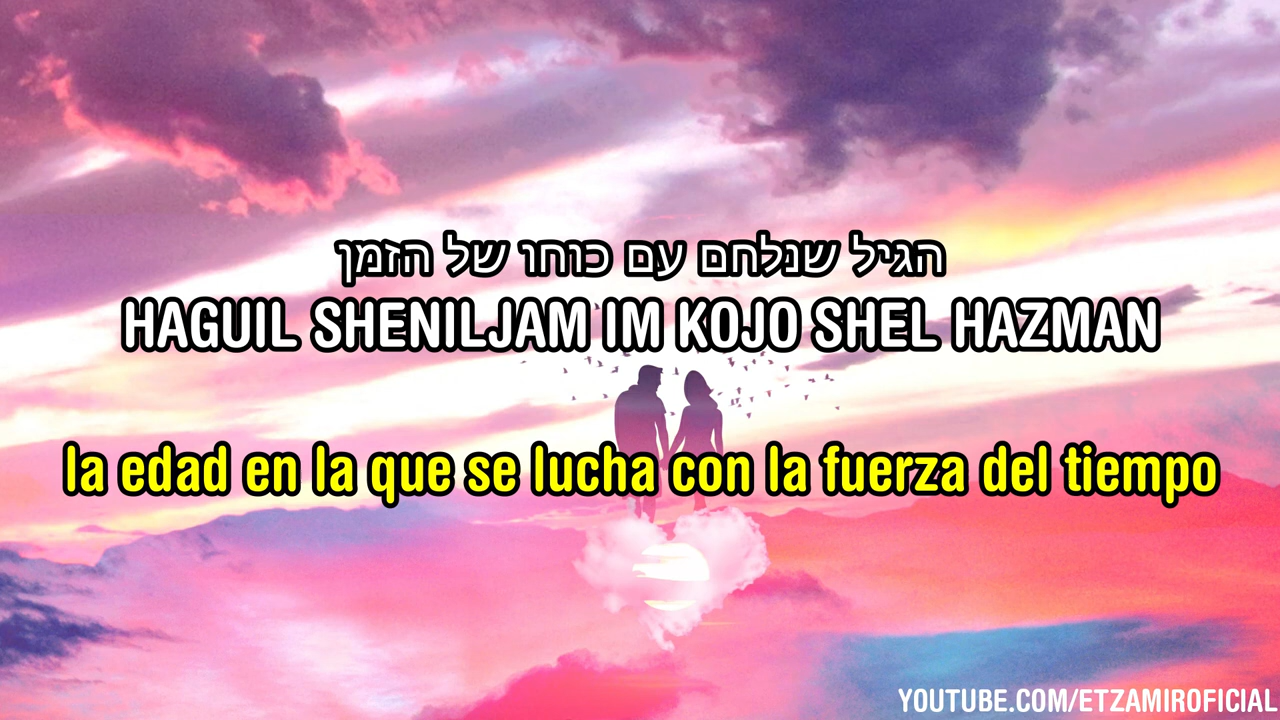 הגיל שנלחם עם כוחו של הזמן
HAGUIL SHENILJAM IM KOJO SHEL HAZMAN
la edad en la que se lucha con la fuerza del tiempo
YOUTUBE.COM/ETZAMIROFICIAL